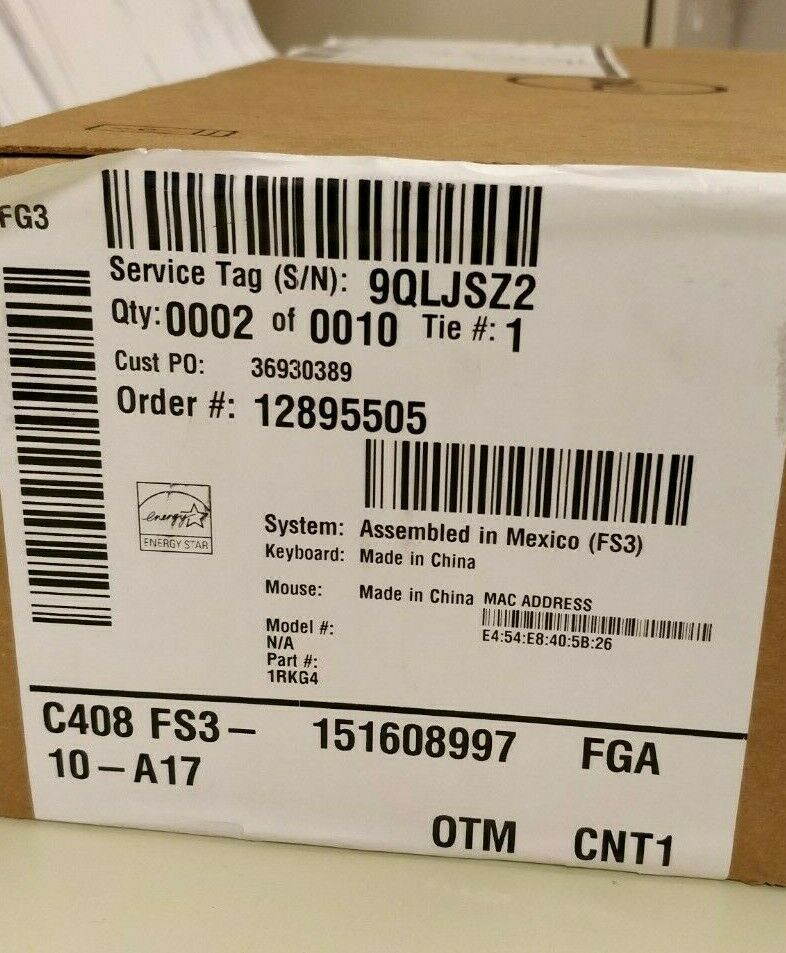 FG3
Service Tag (S/N): 9QLJSZ2
Qty: 0002 of 0010 Tie #: 1
Cust PO: 36930389
Order #: 12895505
energy
ENERGY STAR
System: Assembled in Mexico (FS3)
Keyboard: Made in China
Mouse: Made in China MAC ADDRESS
E4:54:E8:40:5B:26
Model #:
N/A
Part #:
1RKG4
C408 FS3- 151608997 FGA
10-A17
OTM CNT1